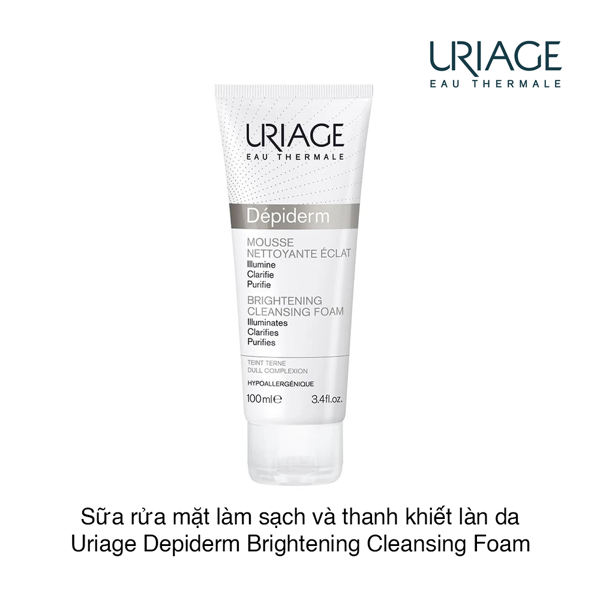 URIAGE
EAU THERMALE
URIAGE
EAU THERMALE
Dépiderm
MOUSSE
NETTOYANTE ÉCLAT
Illumine
Clarifie
Purifie
BRIGHTENING
CLEANSING FOAM
Illuminates
Clarifies
Purifies
TEINT TERNE
DULL COMPLEXION
HYPOALLERGÉNIQUE
100ml℮ 3.4fl.oz.
Sữa rửa mặt làm sạch và thanh khiết làn da
Uriage Depiderm Brightening Cleansing Foam